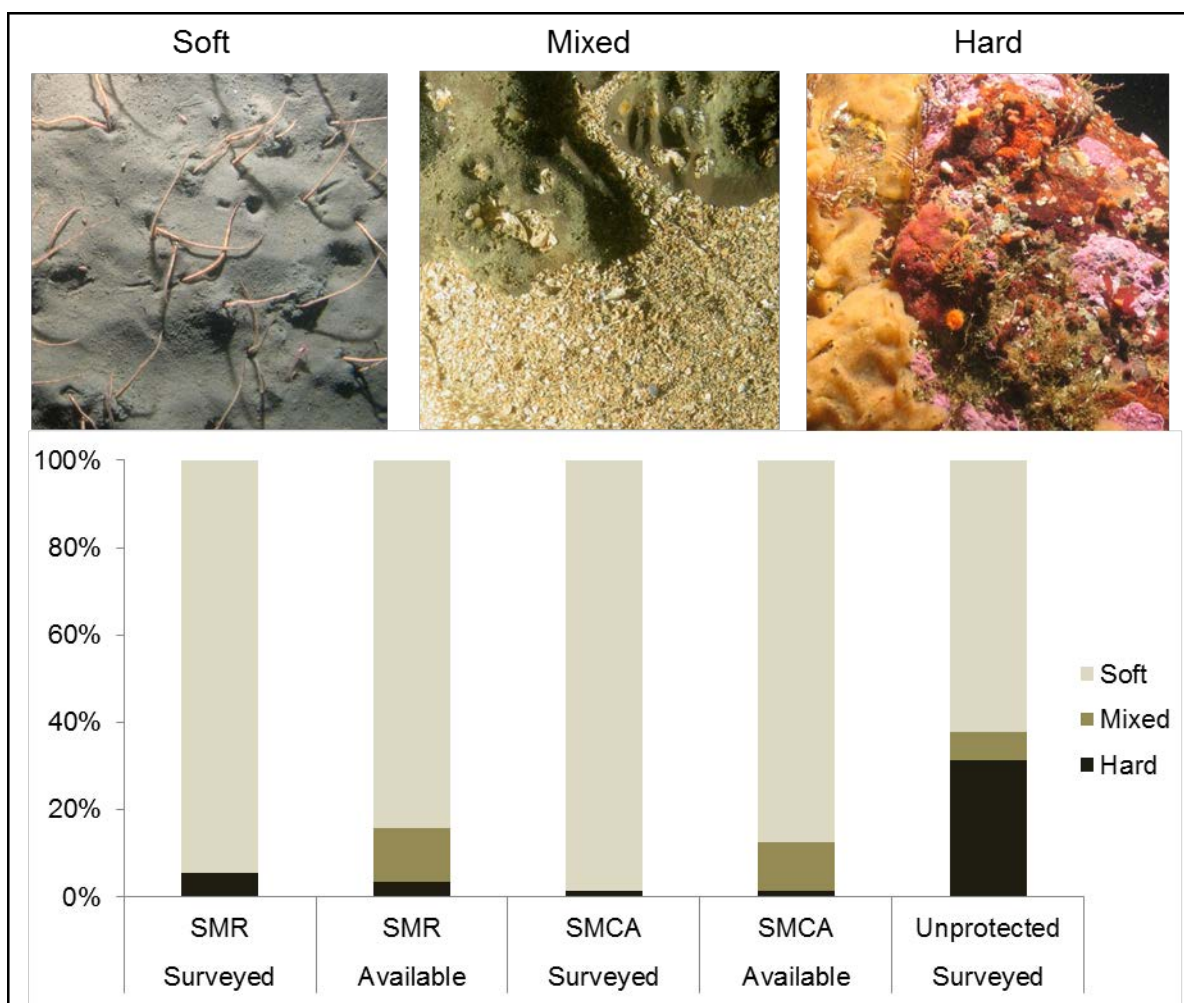 Soft Mixed Hard
100%
80%
60%
40%
20%
0%
Soft
Mixed
Hard
SMR SMR SMCA SMCA Unprotected
Surveyed Available Surveyed Available Surveyed